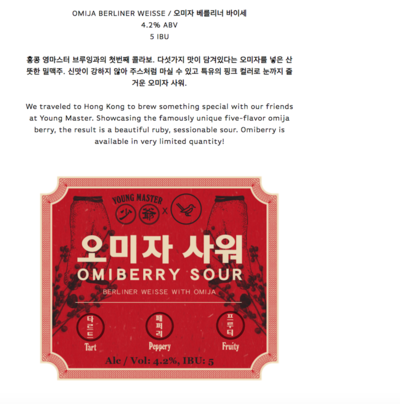 OMIJA BERLINER WEISSE / 오미자 베를리너 바이세
4.2% ABV
5 IBU
홍콩 영마스터 브루잉과의 첫번째 콜라보. 다섯가지 맛이 담겨있다는 오미자를 넣은 산
뜻한 밀맥주. 신맛이 강하지 않아 주스처럼 마실 수 있고 특유의 핑크 컬러로 눈까지 즐
거운 오미자 사워.
We traveled to Hong Kong to brew something special with our friends
at Young Master. Showcasing the famously unique five-flavor omija
berry, the result is a beautiful ruby, sessionable sour. Omiberry is
available in very limited quantity!
YOUNG MASTER
少 爺 X
오미자 사워
OMIBERRY SOUR
BERLINER WEISSE WITH OMIJA
타르트 페퍼리 프루티
Tart Peppery Fruity
Alc / Vol: 4.2%, IRU: 5